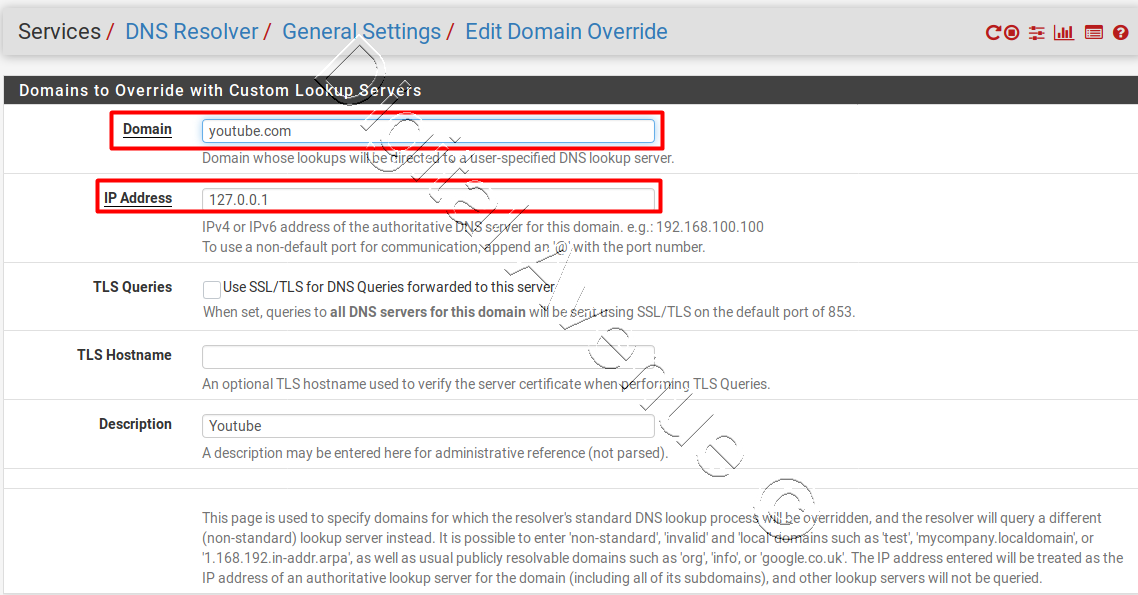 Services / DNS Resolver / General Settings / Edit Domain Override
Domains to Override with Custom Lookup Servers
Domain
youtube.com
Domain whose lookups will be directed to a user-specified DNS lookup server.
IP Address
127.0.0.1
IPv4 or IPv6 address of the authoritative DNS server for this domain. e.g.: 192.168.100.100
To use a non-default port for communication, append an '@' with the port number.
TLS Queries
Use SSL/TLS for DNS Queries forwarded to this server
When set, queries to all DNS servers for this domain will be sent using SSL/TLS on the default port of 853.
TLS Hostname
An optional TLS hostname used to verify the server certificate when performing TLS Queries.
Description
Youtube
A description may be entered here for administrative reference (not parsed).
This page is used to specify domains for which the resolver's standard DNS lookup process will be overridden, and the resolver will query a different
(non-standard) lookup server instead. It is possible to enter 'non-standard', 'invalid' and 'local' domains such as 'test', 'mycompany.localdomain', or
'1.168.192.in-addr.arpa', as well as usual publicly resolvable domains such as 'org', 'info', or 'google.co.uk'. The IP address entered will be treated as the
IP address of an authoritative lookup server for the domain (including all of its subdomains), and other lookup servers will not be queried.
Digital Avenue ©